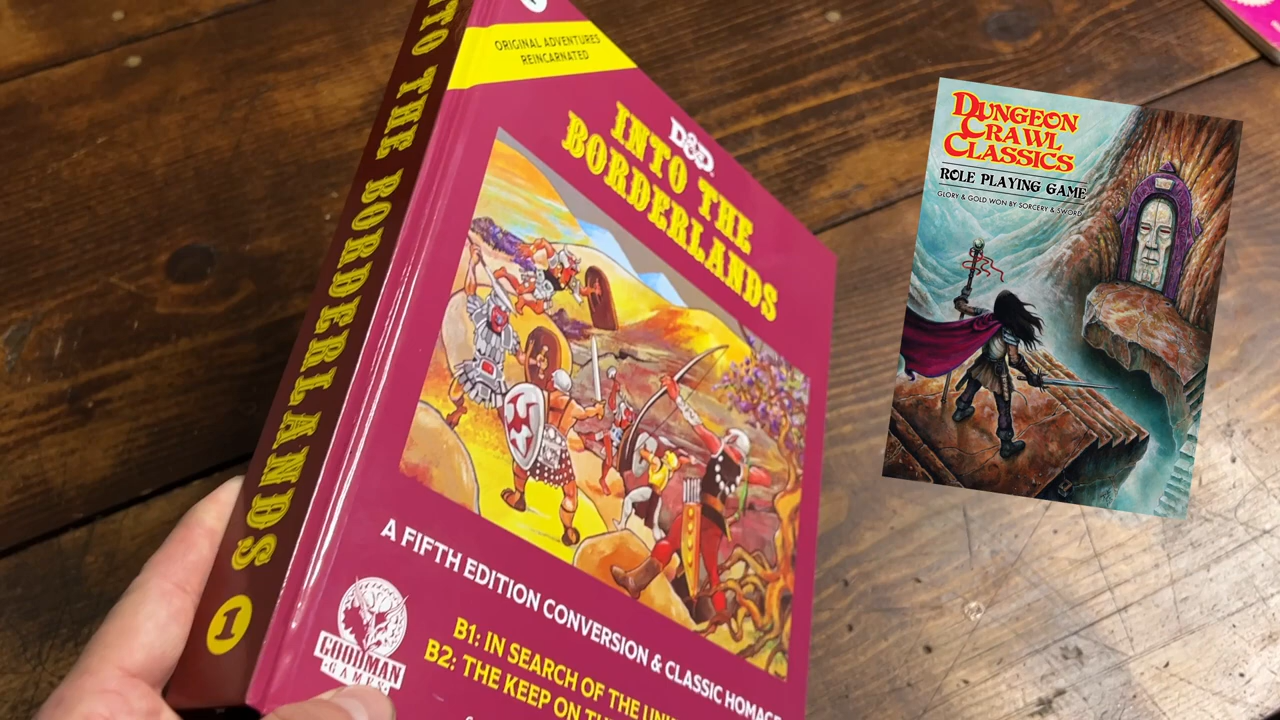 ORIGINAL ADVENTURES
REINCARNATED
D&D
INTO THE
BORDERLANDS
A FIFTH EDITION CONVERSION & CLASSIC HOMAGE
B1: IN SEARCH OF THE
B2: THE KEEP ON
GOODMAN
GAMES
THE BORDERLANDS
1
DUNGEON
CRAWL
CLASSICS
ROLE PLAYING GAME
GLORY & GOLD WON BY SORCERY & SWORD